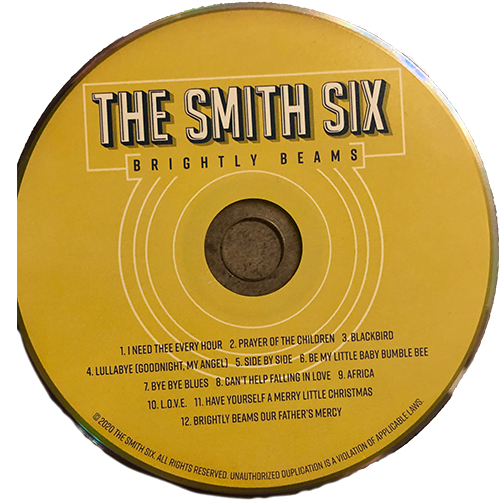 THE SMITH SIX
BRIGHTLY BEAMS
1. I NEED THEE EVERY HOUR 2. PRAYER OF THE CHILDREN 3. BLACKBIRD
4. LULLABYE (GOODNIGHT, MY ANGEL) 5. SIDE BY SIDE 6. BE MY LITTLE BABY BUMBLE BEE
7. BYE BYE BLUES 8. CAN'T HELP FALLING IN LOVE 9. AFRICA
10. L.O.V.E. 11. HAVE YOURSELF A MERRY LITTLE CHRISTMAS
12. BRIGHTLY BEAMS OUR FATHER'S MERCY
© 2020 THE SMITH SIX. ALL RIGHTS RESERVED. UNAUTHORIZED DUPLICATION IS A VIOLATION OF APPLICABLE LAWS.